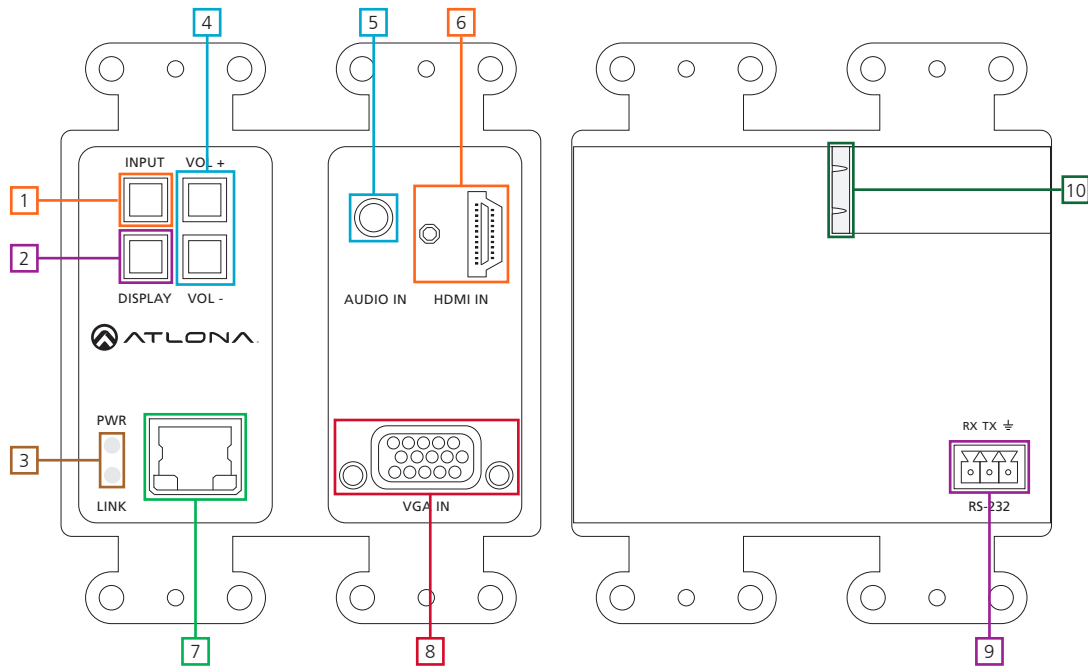 4
5
6
INPUT VOL +
1
10
2
DISPLAY VOL -
AUDIO IN HDMI IN
ATLONA
PWR
RX TX
3
LINK
VGA IN
RS-232
7
8
9